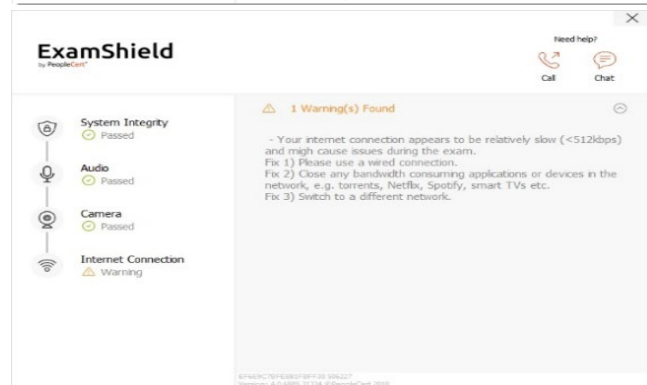 ExamShield
by PeopleCert
Need help?
Call
Chat
System Integrity
Passed
Audio
Passed
Camera
Passed
Internet Connection
Warning
1 Warning(s) Found
- Your internet connection appears to be relatively slow (<512kbps)
and migh cause issues during the exam.
Fix 1) Please use a wired connection.
Fix 2) Close any bandwidth consuming applications or devices in the
network, e.g. torrents, Netflix, Spotify, smart TVs etc.
Fix 3) Switch to a different network.